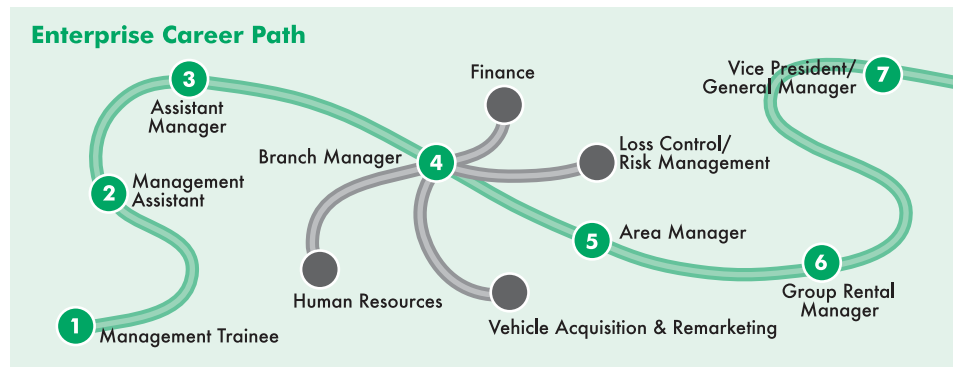 Enterprise Career Path
1
Management Trainee
2
Management
Assistant
3
Assistant
Manager
4
Branch Manager
Finance
Loss Control/
Risk Management
Human Resources
Vehicle Acquisition & Remarketing
5
Area Manager
6
Group Rental
Manager
7
Vice President/
General Manager